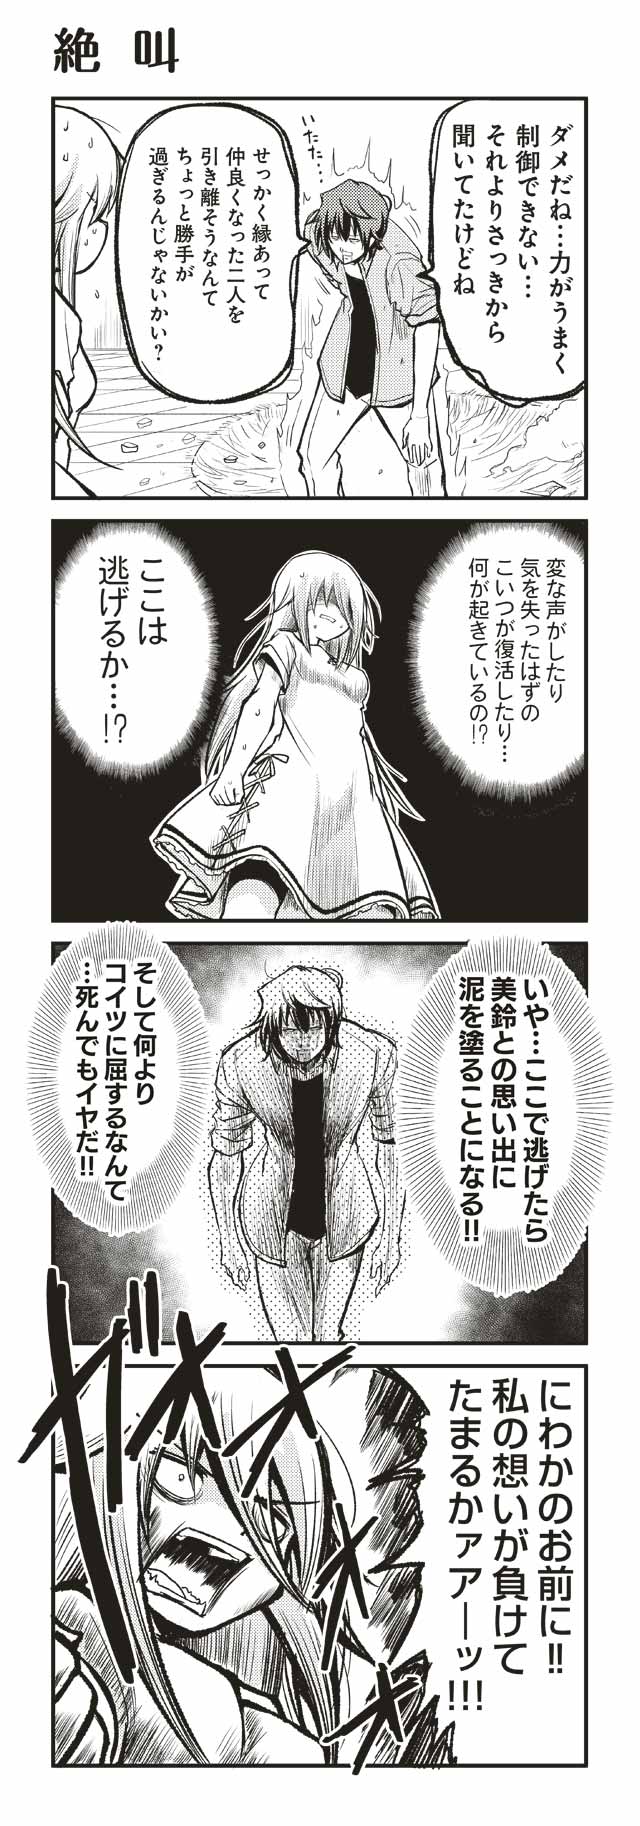 絶叫
ダメだね…力がうまく
制御できない…
それよりさっきから
聞いてたけどね
いたた…
せっかく縁あって
仲良くなった二人を
引き離そうなんて
ちょっと勝手が
過ぎるんじゃないかい？
変な声がしたり
気を失ったはずの
こいつが復活したり…
何が起きているの!?
ここは
逃げるか…!?
いや…ここで逃げたら
美鈴との思い出に
泥を塗ることになる!!
そして何より
コイツに屈するなんて
…死んでもイヤだ!!
にわかのお前に!!
私の想いが負けて
たまるかァアーッ!!!
ガメメメ